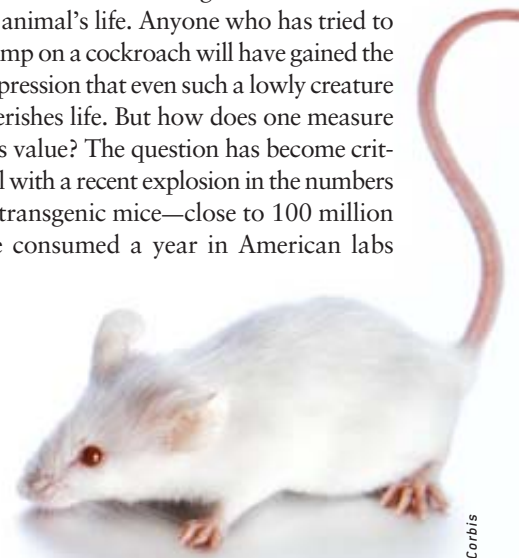 animal's life. Anyone who has tried to
mp on a cockroach will have gained the
pression that even such a lowly creature
erishes life. But how does one measure
s value? The question has become crit-
l with a recent explosion in the numbers
transgenic mice—close to 100 million
e consumed a year in American labs
Corbis